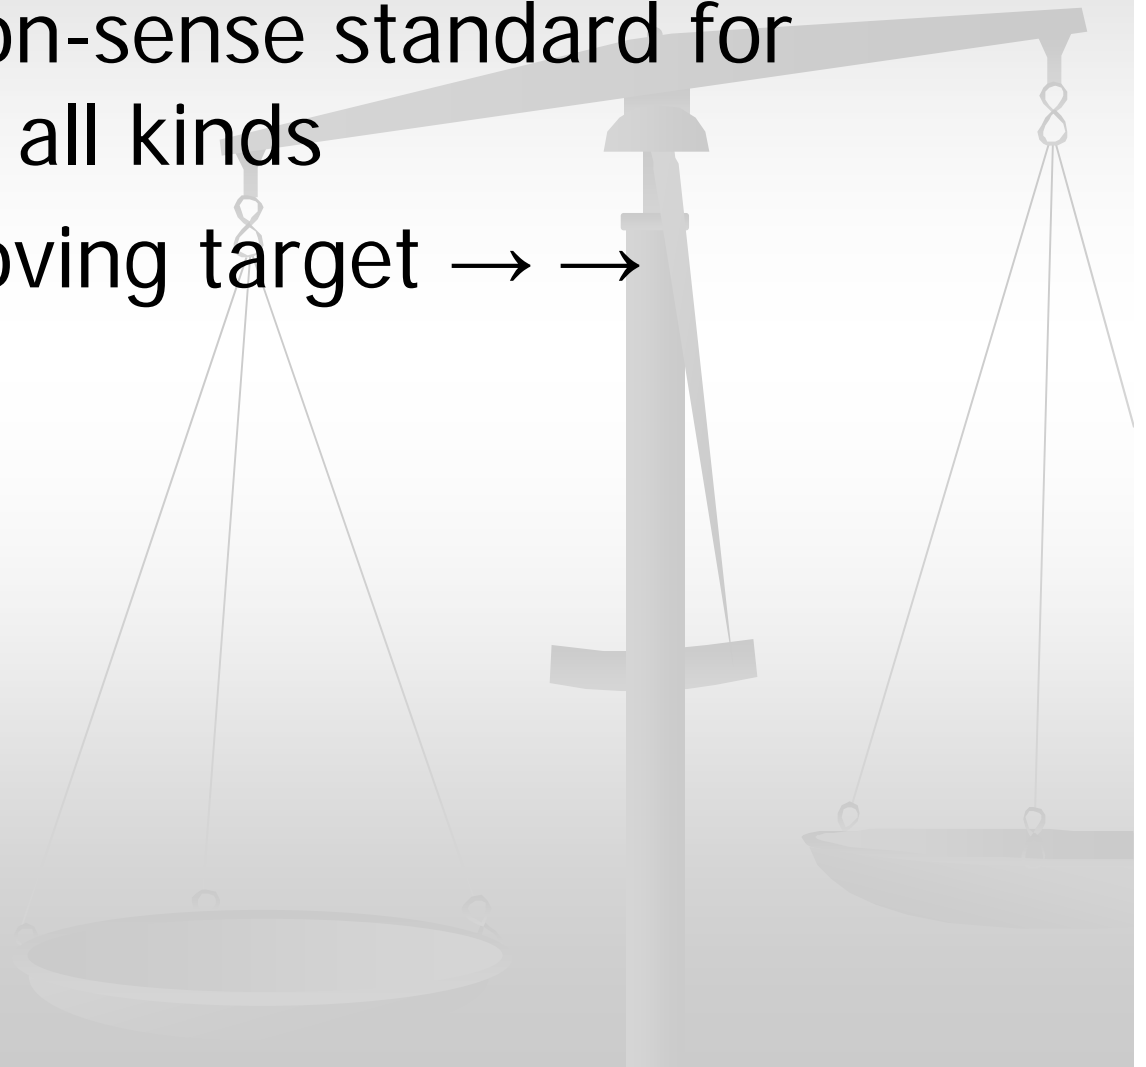 on-sense standard for
all kinds
oving target → →